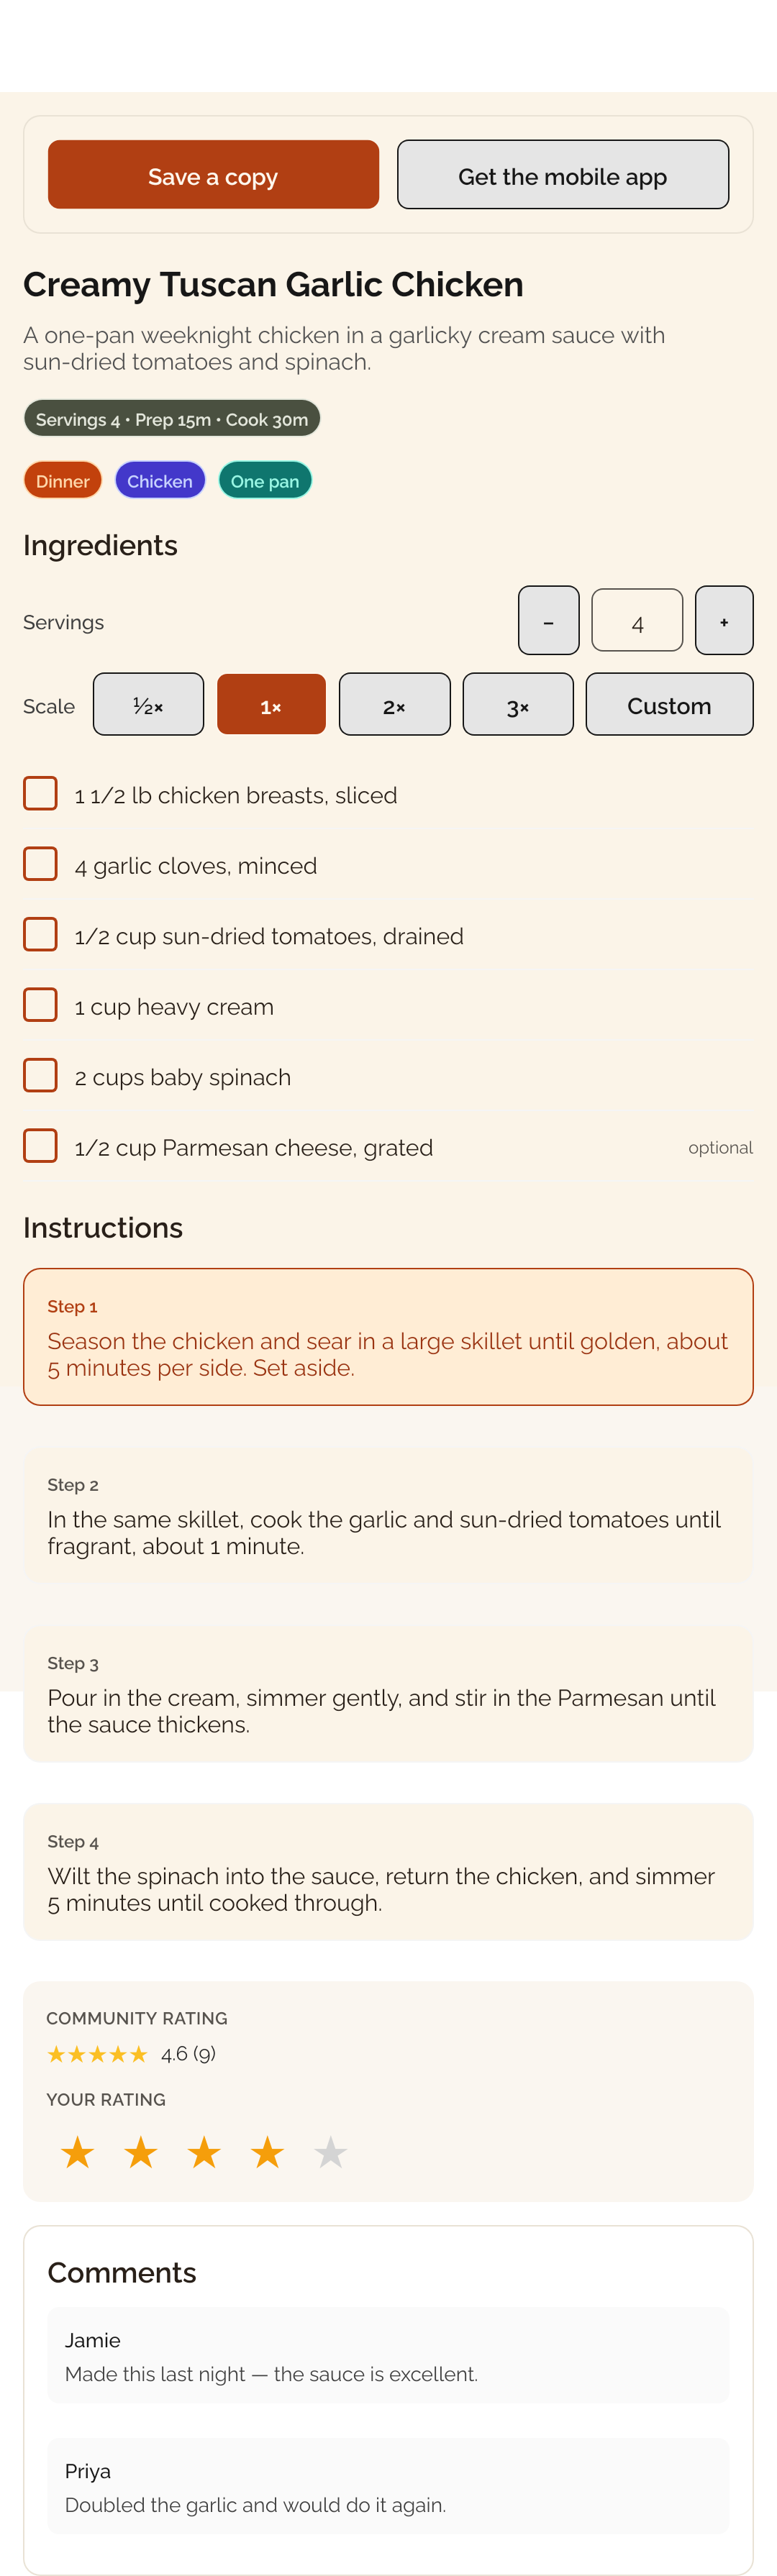 Save a copy
Get the mobile app
Creamy Tuscan Garlic Chicken
A one-pan weeknight chicken in a garlicky cream sauce with
sun-dried tomatoes and spinach.
Servings 4 • Prep 15m • Cook 30m
Dinner
Chicken
One pan
Ingredients
Servings
–
4
+
Scale
½×
1×
2×
3×
Custom
1 1/2 lb chicken breasts, sliced
4 garlic cloves, minced
1/2 cup sun-dried tomatoes, drained
1 cup heavy cream
2 cups baby spinach
1/2 cup Parmesan cheese, grated
optional
Instructions
Step 1
Season the chicken and sear in a large skillet until golden, about
5 minutes per side. Set aside.
Step 2
In the same skillet, cook the garlic and sun-dried tomatoes until
fragrant, about 1 minute.
Step 3
Pour in the cream, simmer gently, and stir in the Parmesan until
the sauce thickens.
Step 4
Wilt the spinach into the sauce, return the chicken, and simmer
5 minutes until cooked through.
COMMUNITY RATING
★★★★★ 4.6 (9)
YOUR RATING
★ ★ ★ ★ ★
Comments
Jamie
Made this last night — the sauce is excellent.
Priya
Doubled the garlic and would do it again.